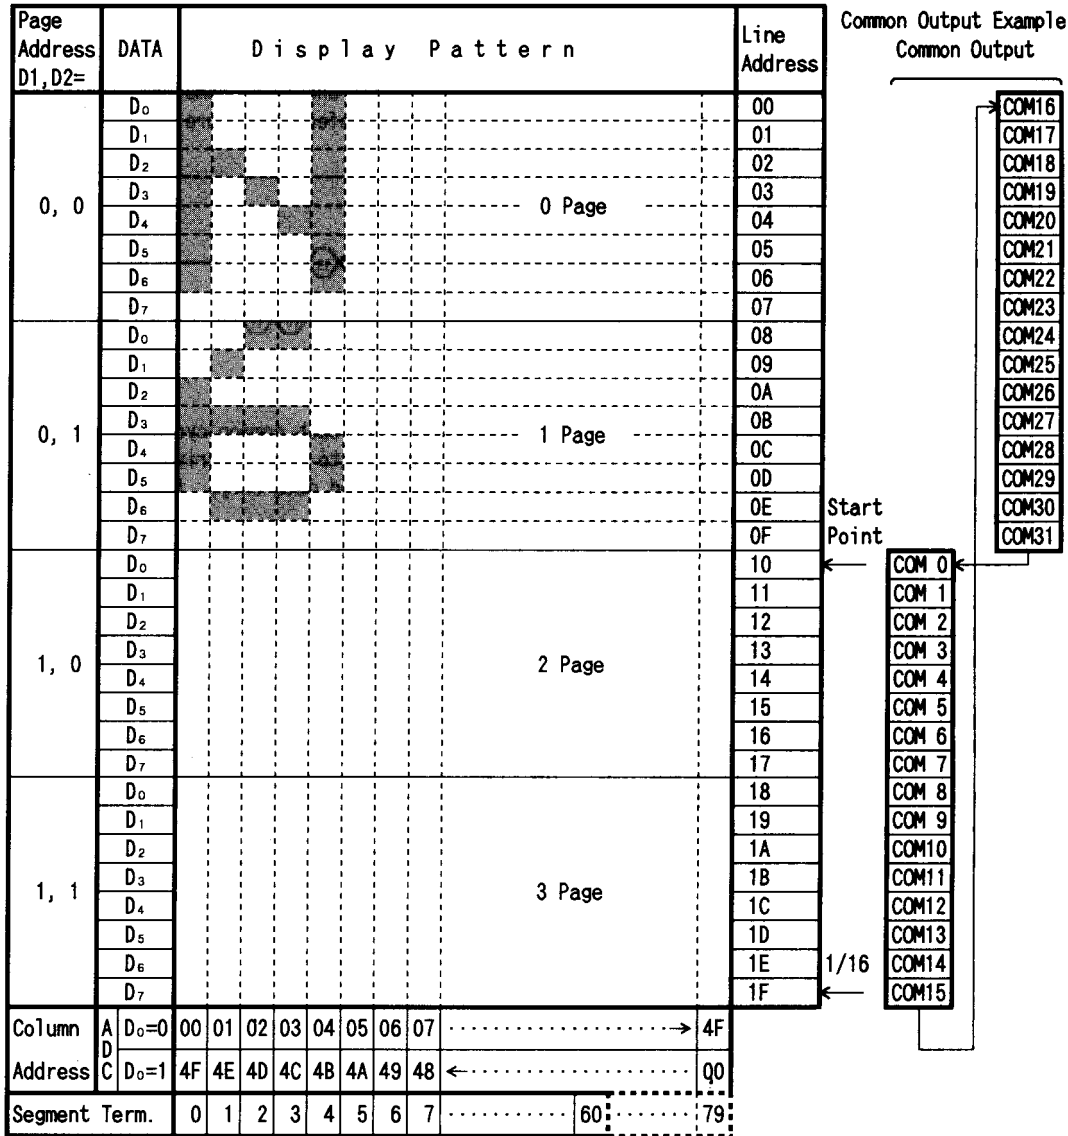 Page Address D1,D2= DATA Display Pattern Line Address Common Output Example
Common Output
0, 0 D0 00 COM16
D1 01 COM17
D2 02 COM18
D3 03 COM19
D4 0 Page 04 COM20
D5 05 COM21
D6 06 COM22
D7 07 COM23
0, 1 D0 08 COM24
D1 09 COM25
D2 0A COM26
D3 0B COM27
D4 1 Page 0C COM28
D5 0D COM29
D6 0E Start COM30
D7 0F Point COM31
1, 0 D0 10 COM 0
D1 11 COM 1
D2 12 COM 2
D3 2 Page 13 COM 3
D4 14 COM 4
D5 15 COM 5
D6 16 COM 6
D7 17 COM 7
1, 1 D0 18 COM 8
D1 19 COM 9
D2 1A COM10
D3 3 Page 1B COM11
D4 1C COM12
D5 1D COM13
D6 1E 1/16 COM14
D7 1F COM15
Column Address ADC D0=0 00 01 02 03 04 05 06 07 4F
D0=1 4F 4E 4D 4C 4B 4A 49 48 00
Segment Term. 0 1 2 3 4 5 6 7 60 79